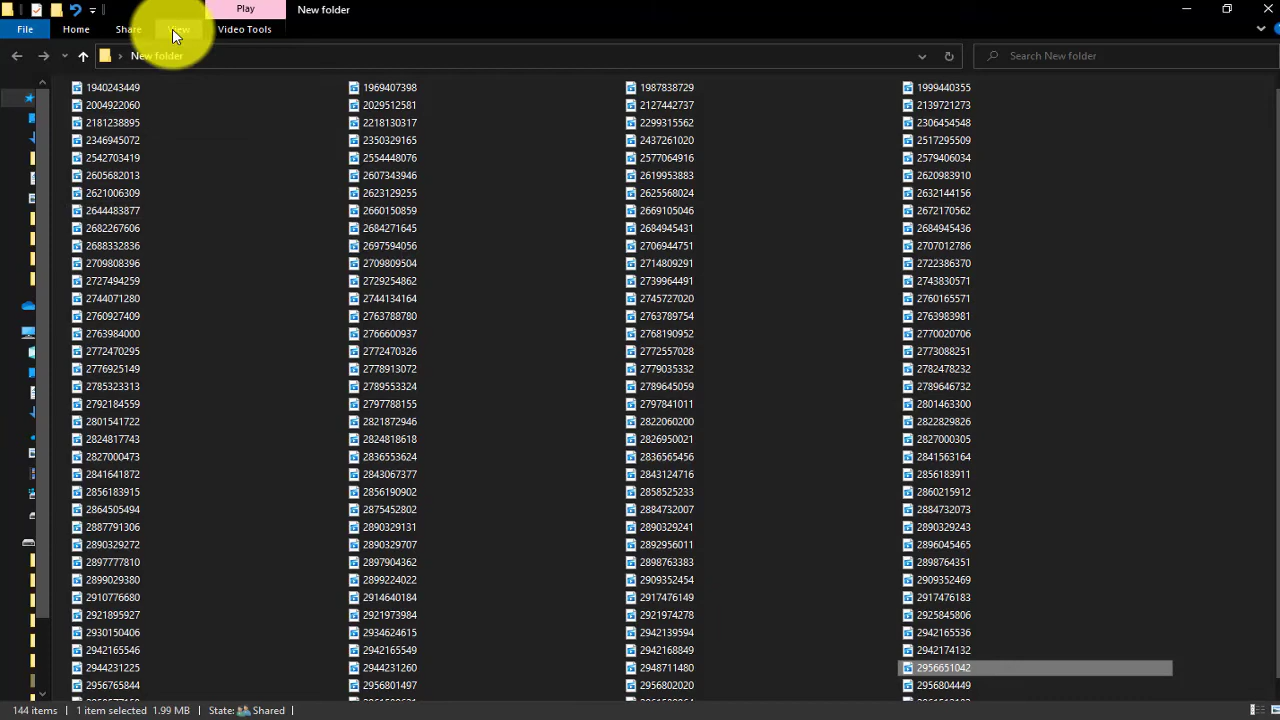 Play New folder
File Home Share View Video Tools
New folder Search New folder
1940243449 1969407398 1987838729 1999440355
2004922060 2029512581 2127442737 2139721273
2181238895 2218130317 2299315562 2306454548
2346945072 2350329165 2437261020 2517295509
2542703419 2554448076 2577064916 2579406034
2605682013 2607343946 2619953883 2620983910
2621006309 2623129255 2625568024 2632144156
2644483877 2660150859 2669105046 2672170562
2682267606 2684271645 2684945431 2684945436
2688332836 2697594056 2706944751 2707012786
2709808396 2709809504 2714809291 2722386370
2727494259 2729254862 2739964491 2743830571
2744071280 2744134164 2745727020 2760165571
2760927409 2763788780 2763789754 2763983981
2763984000 2766600937 2768190952 2770020706
2772470295 2772470326 2772557028 2773088251
2776925149 2778913072 2779035332 2782478232
2785323313 2789553324 2789645059 2789646732
2792184559 2797788155 2797841011 2801463300
2801541722 2821872946 2822060200 2822829826
2824817743 2824818618 2826950021 2827000305
2827000473 2836553624 2836565456 2841563164
2841641872 2843067377 2843124716 2856183911
2856183915 2856190902 2858525233 2860215912
2864505494 2875452802 2884732007 2884732073
2887791306 2890329131 2890329241 2890329243
2890329272 2890329707 2892956011 2896045465
2897777810 2897904362 2898763383 2898764351
2899029380 2899224022 2909352454 2909352469
2910776680 2914640184 2917476149 2917476183
2921895927 2921973984 2921974278 2925845806
2930150406 2934624615 2942139594 2942165536
2942165546 2942165549 2942168849 2942174132
2944231225 2944231260 2948711480 2956651042
2956765844 2956801497 2956802020 2956804449
144 items 1 item selected 1.99 MB State: Shared